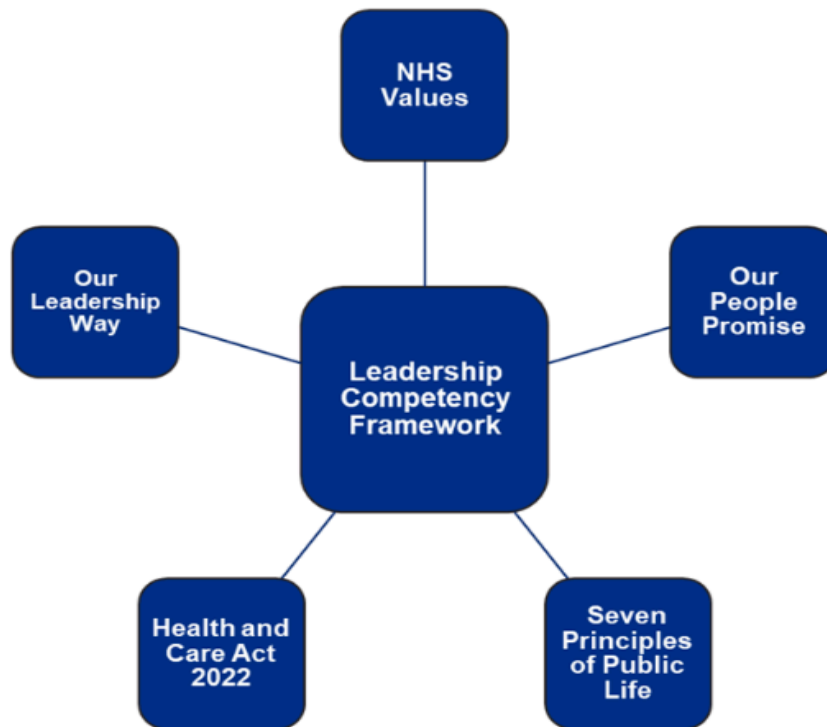 NHS
Values
Our
Leadership
Way
Our
People
Promise
Leadership
Competency
Framework
Health and
Care Act
2022
Seven
Principles
of Public
Life